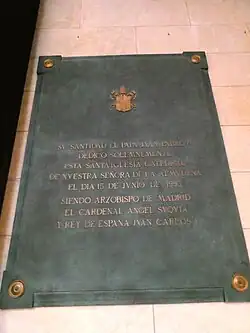 SU SANTIDAD EL PAPA JUAN PABLO II
DEDICÓ SOLEMNEMENTE
ESTA SANTA IGLESIA CATEDRAL
DE NUESTRA SEÑORA DE LA ALMUDENA
EL DIA 15 DE JUNIO DE 1993
SIENDO ARZOBISPO DE MADRID
EL CARDENAL ANGEL SUQUIA
Y REY DE ESPAÑA JUAN CARLOS I